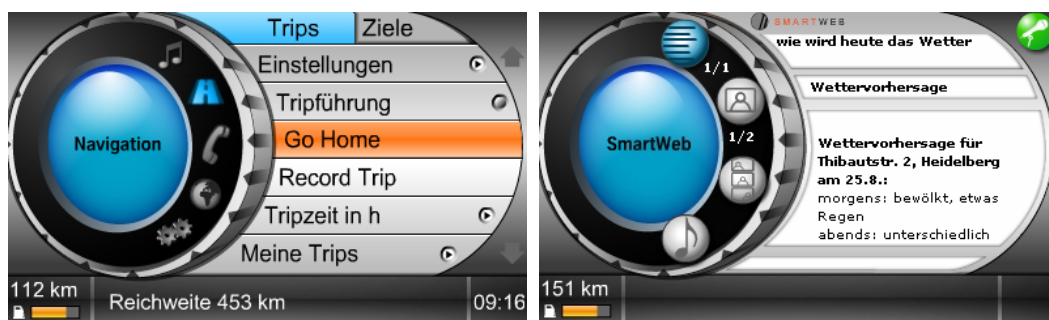 Trips Ziele
Einstellungen
Tripführung
Go Home
Record Trip
Tripzeit in h
Meine Trips
Navigation
112 km
Reichweite 453 km
09:16
SMARTWEB
wie wird heute das Wetter
1/1
Wettervorhersage
1/2
SmartWeb
Wettervorhersage für
Thibautstr. 2, Heidelberg
am 25.8.:
morgens: bewölkt, etwas
Regen
abends: unterschiedlich
151 km